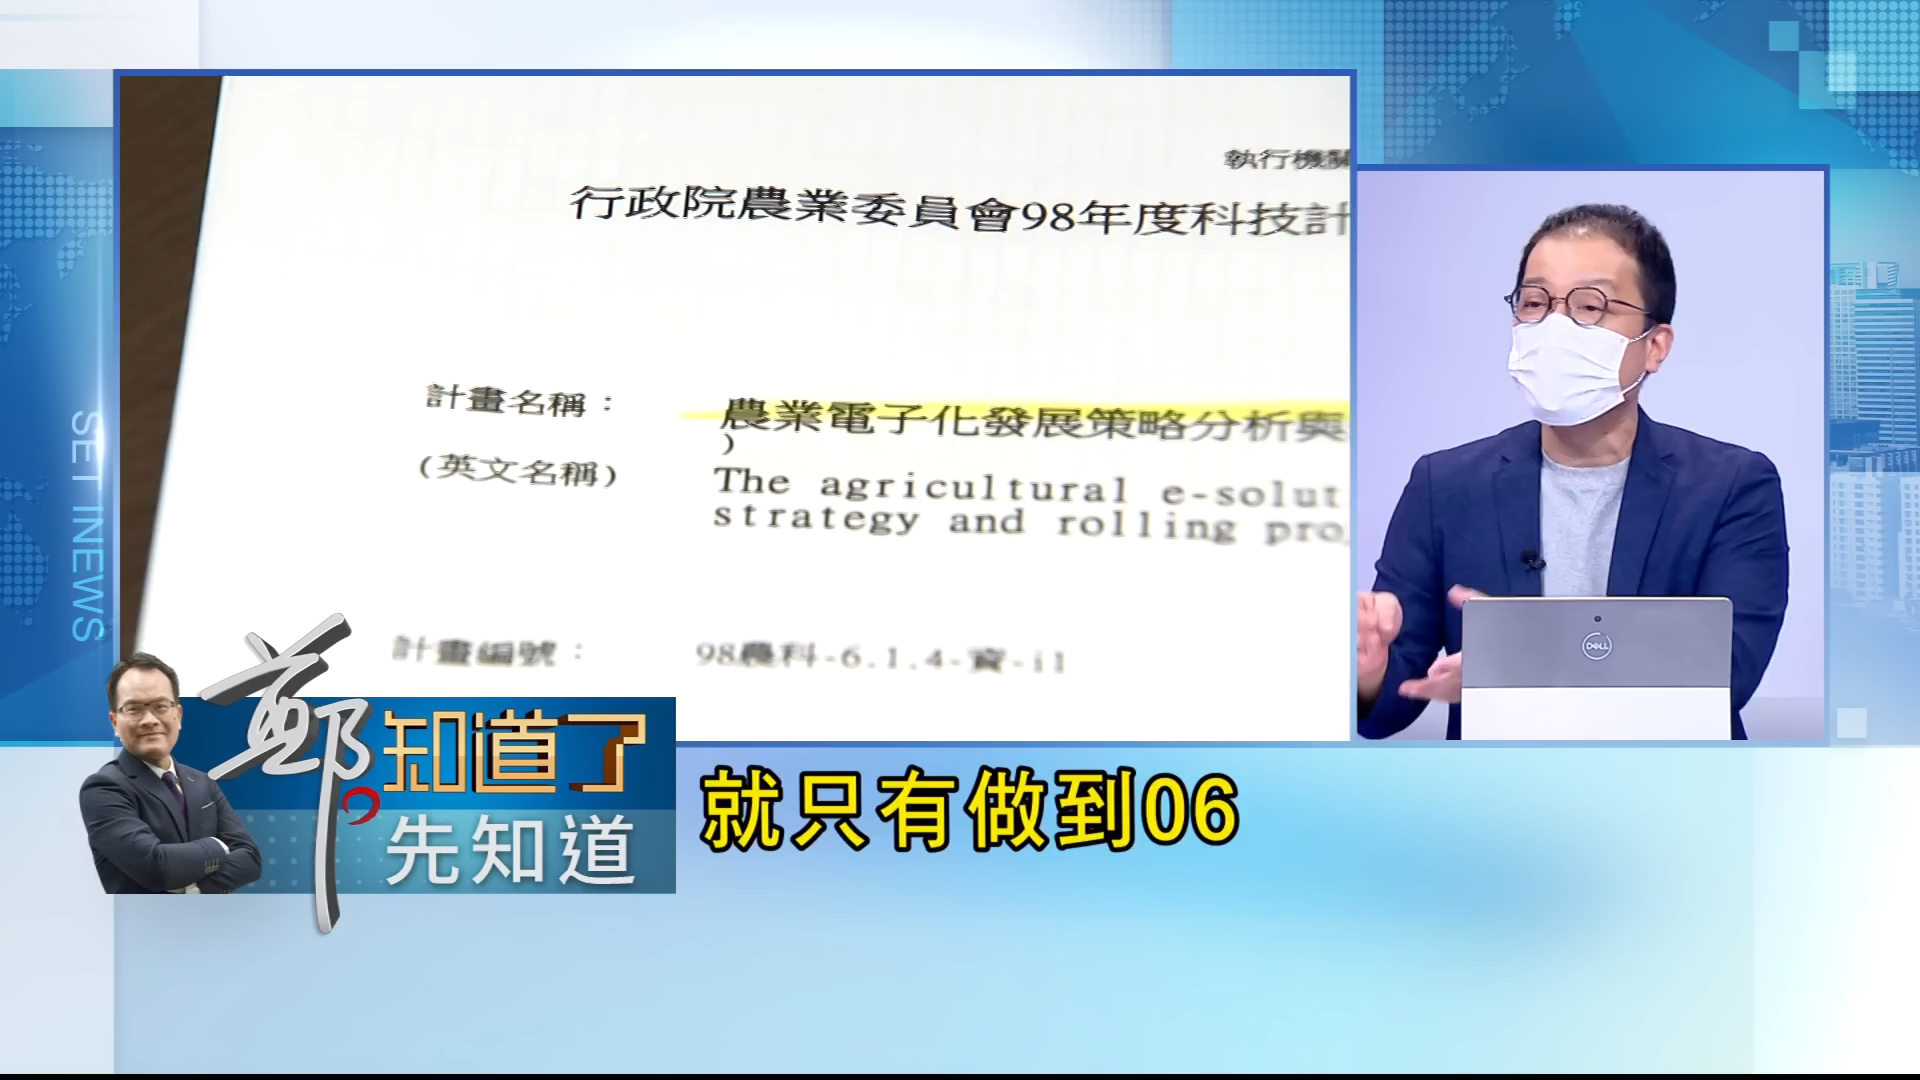 執行機關
行政院農業委員會98年度科技計
計畫名稱：
農業電子化發展策略分析與
)
(英文名稱)
The agricultural e-solut
strategy and rolling pro
計畫編號：
98農科-6.1.4-資-i1
SET INEWS
DELL
鄭知道了
先知道
就只有做到06